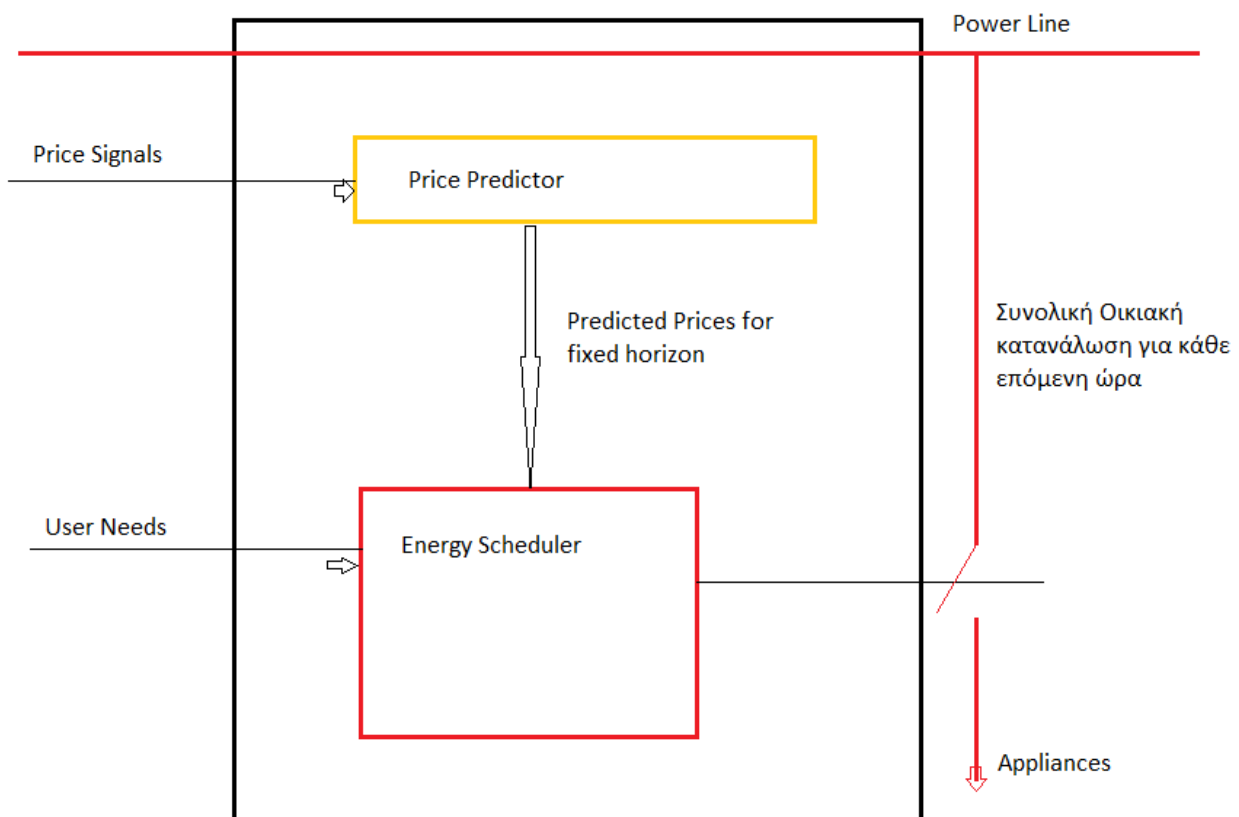 Power Line
Price Signals
Price Predictor
Predicted Prices for
fixed horizon
Συνολική Οικιακή
κατανάλωση για κάθε
επόμενη ώρα
User Needs
Energy Scheduler
Appliances